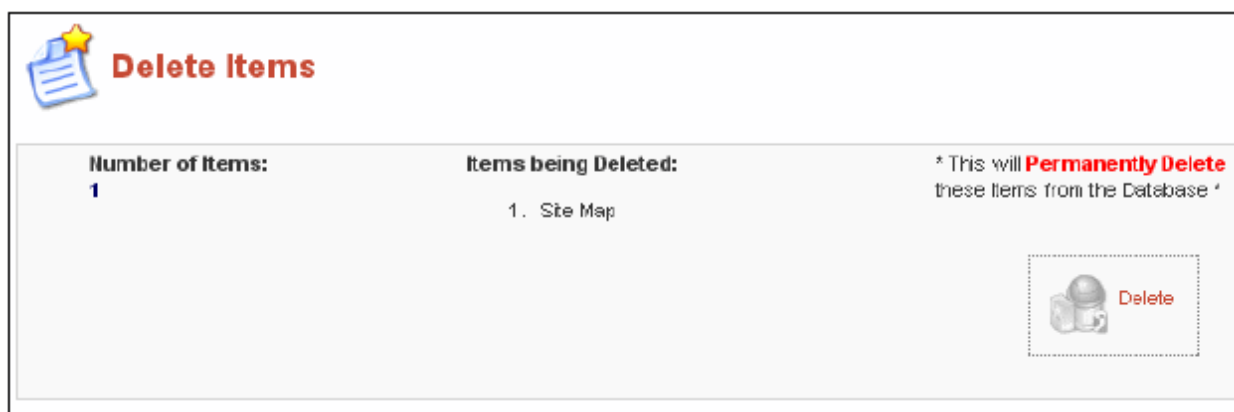 Delete Items
Number of Items:
1
Items being Deleted:
1. Site Map
* This will Permanently Delete
these Items from the Database *
Delete